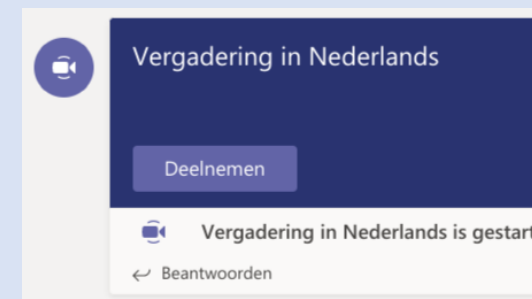 Vergadering in Nederlands
Deelnemen
Vergadering in Nederlands is gestart
Beantwoorden